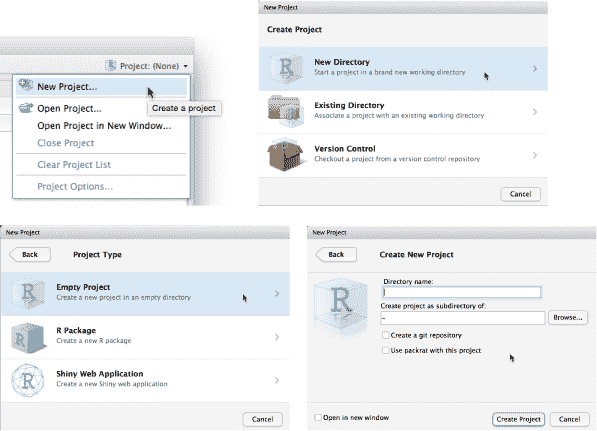 Project: (None)
New Project...
Create a project
Open Project...
Open Project in New Window...
Close Project
Clear Project List
Project Options...
New Project
Create Project
R
New Directory
Start a project in a brand new working directory
Existing Directory
Associate a project with an existing working directory
Version Control
Checkout a project from a version control repository
Cancel
New Project
Back
Project Type
R
Empty Project
Create a new project in an empty directory
R
R Package
Create a new R package
R
Shiny Web Application
Create a new Shiny web application
Cancel
New Project
Back
Create New Project
R
Directory name:
Create project as subdirectory of:
~
Browse...
Create a git repository
Use packrat with this project
Open in new window
Create Project
Cancel